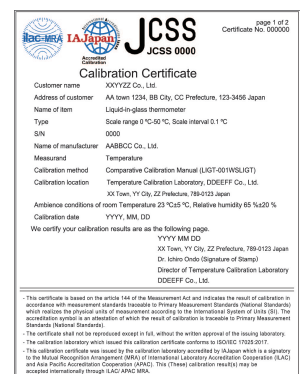 page 1 of 2
Certificate No. 000000
ilac-MRA
IAJapan
Accredited
Calibration
JCSS
JCSS 0000
Calibration Certificate
Customer name XXYYZZ Co., Ltd.
Address of customer AA town 1234, BB City, CC Prefecture, 123-3456 Japan
Name of item Liquid-in-glass thermometer
Type Scale range 0 ºC-50 ºC, Scale interval 0.1 ºC
S/N 0000
Name of manufacturer AABBCC Co., Ltd.
Measurand Temperature
Calibration method Comparative Calibration Manual (LIGT-001WSLIGT)
Calibration location Temperature Calibration Laboratory, DDEEFF Co., Ltd.
XX Town, YY City, ZZ Prefecture, 789-0123 Japan
Ambience conditions of room Temperature 23 ºC±5 ºC, Relative humidity 65 %±20 %
Calibration date YYYY, MM, DD
We certify your calibration results are as the following page.
YYYY MM DD
XX Town, YY City, ZZ Prefecture, 789-0123 Japan
Dr. Ichiro Ondo (Signature of Stamp)
Director of Temperature Calibration Laboratory
DDEEFF Co., Ltd.
- This certificate is based on the article 144 of the Measurement Act and indicates the result of calibration in
accordance with measurement standards traceable to Primary Measurement Standards (National Standards)
which realizes the physical units of measurement according to the International System of Units (SI). The
accreditation symbol is an attestation of which the result of calibration is traceable to Primary Measurement
Standards (National Standards).
- The certificate shall not be reproduced except in full, without the written approval of the issuing laboratory.
- The calibration laboratory which issued this calibration certificate conforms to ISO/IEC 17025:2017.
- This calibration certificate was issued by the calibration laboratory accredited by IAJapan which is a signatory
to the Mutual Recognition Arrangement (MRA) of International Laboratory Accreditation Cooperation (ILAC)
and Asia Pacific Accreditation Cooperation (APAC). This (These) calibration result(s) may be
accepted internationally through ILAC/ APAC MRA.